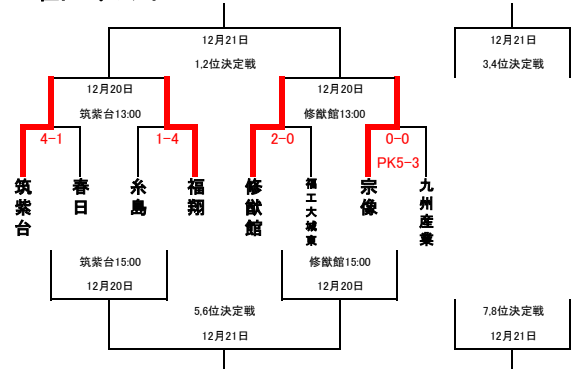 12月21日
12月21日
1,2位決定戦
3,4位決定戦
12月20日
12月20日
筑紫台13:00
修猷館13:00
4-1
1-4
2-0
0-0
PK5-3
筑紫台
春日
糸島
福翔
修猷館
福工大城東
宗像
九州産業
筑紫台15:00
修猷館15:00
12月20日
12月20日
5,6位決定戦
7,8位決定戦
12月21日
12月21日